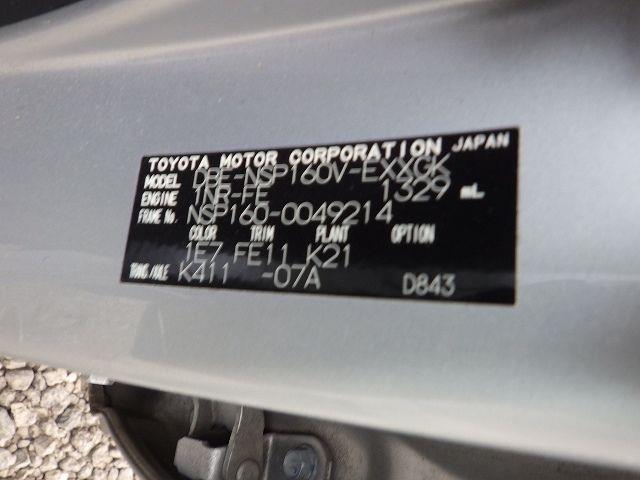 TOYOTA MOTOR CORPORATION JAPAN
MODEL DBE-NSP160V-EXXGK
ENGINE 1NR-FE 1329 mL
FRAME No. NSP160-0049214
COLOR TRIM PLANT OPTION
1E7 FE11 K21
TRANS./AXLE K411 -07A D843